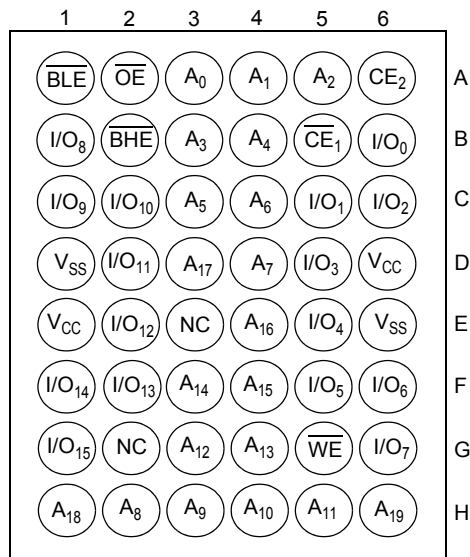 1 2 3 4 5 6
BLE OE A0 A1 A2 CE2 A
I/O8 BHE A3 A4 CE1 I/O0 B
I/O9 I/O10 A5 A6 I/O1 I/O2 C
VSS I/O11 A17 A7 I/O3 VCC D
VCC I/O12 NC A16 I/O4 VSS E
I/O14 I/O13 A14 A15 I/O5 I/O6 F
I/O15 NC A12 A13 WE I/O7 G
A18 A8 A9 A10 A11 A19 H